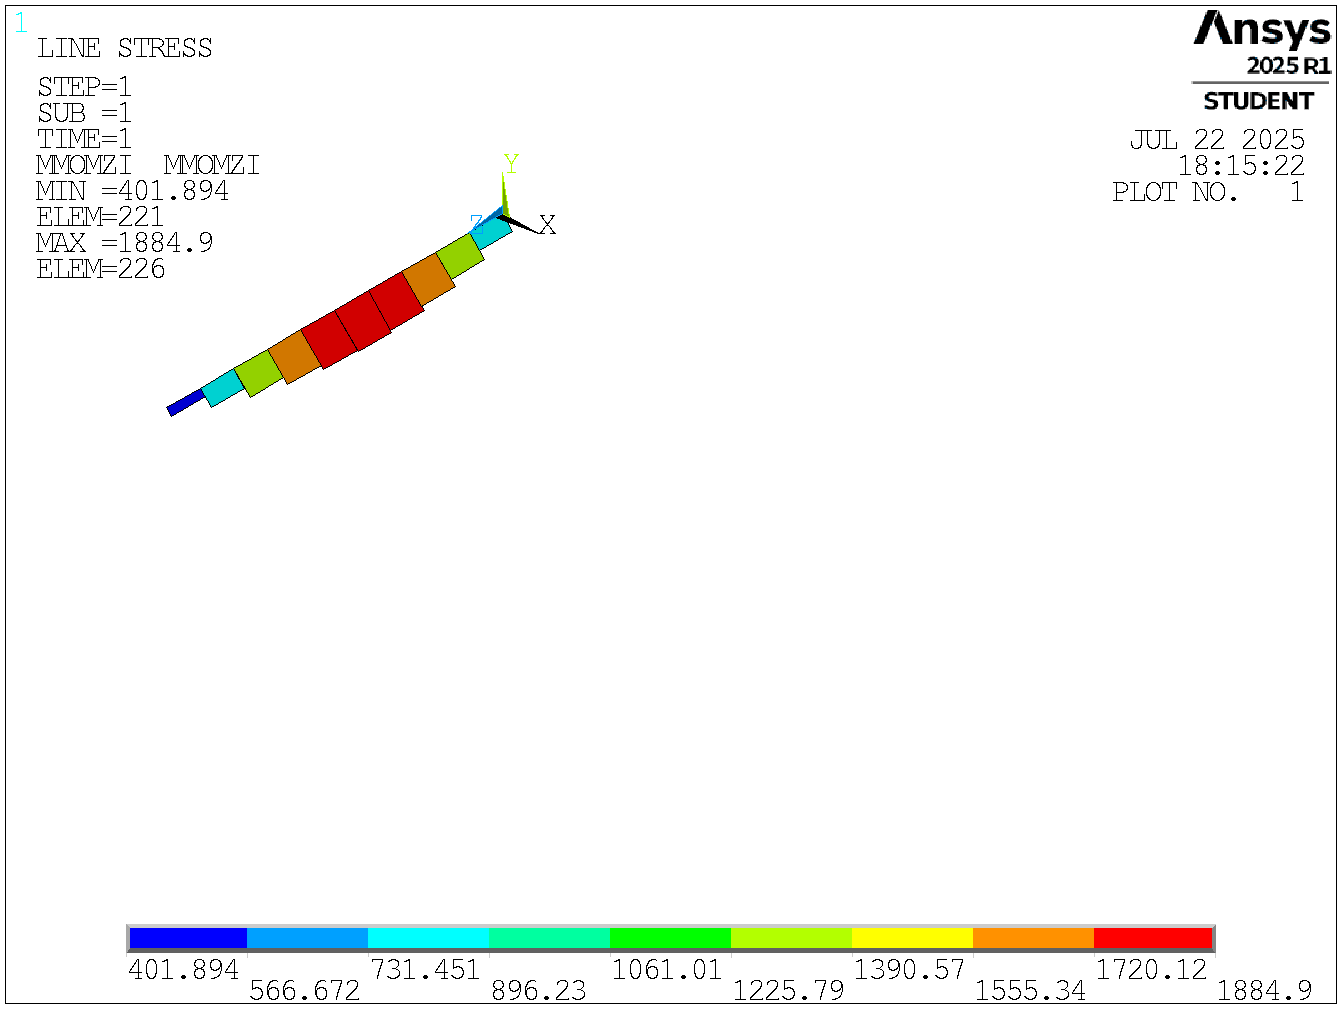 1
LINE STRESS
STEP=1
SUB =1
TIME=1
MMOMZI  MMOMZI
MIN =401.894
ELEM=221
MAX =1884.9
ELEM=226
Ansys
2025 R1
STUDENT
JUL 22 2025
18:15:22
PLOT NO.   1
Y
Z
X
401.894
566.672
731.451
896.23
1061.01
1225.79
1390.57
1555.34
1720.12
1884.9